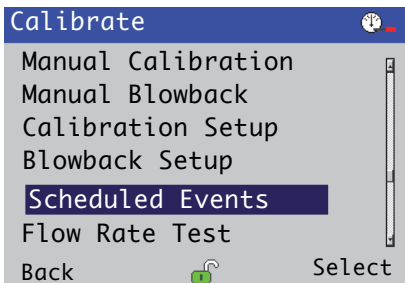 Calibrate
Manual Calibration
Manual Blowback
Calibration Setup
Blowback Setup
Scheduled Events
Flow Rate Test
Back Select